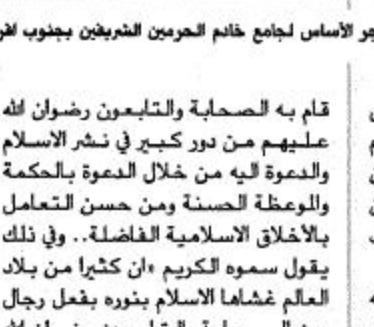 جر الأساس لجامع خادم الحرمين الشريفين بجنوب افر
قام به الصحابة والتابعون رضوان الله
عليهم من دور كبير في نشر الاسلام
والدعوة اليه من خلال الدعوة بالحكمة
والموعظة الحسنة ومن حسن التعامل
بالأخلاق الاسلامية الفاضلة.. وفي ذلك
يقول سموه الكريم «ان كثيرا من بلاد
العالم غشاها الاسلام بنوره بفعل رجال